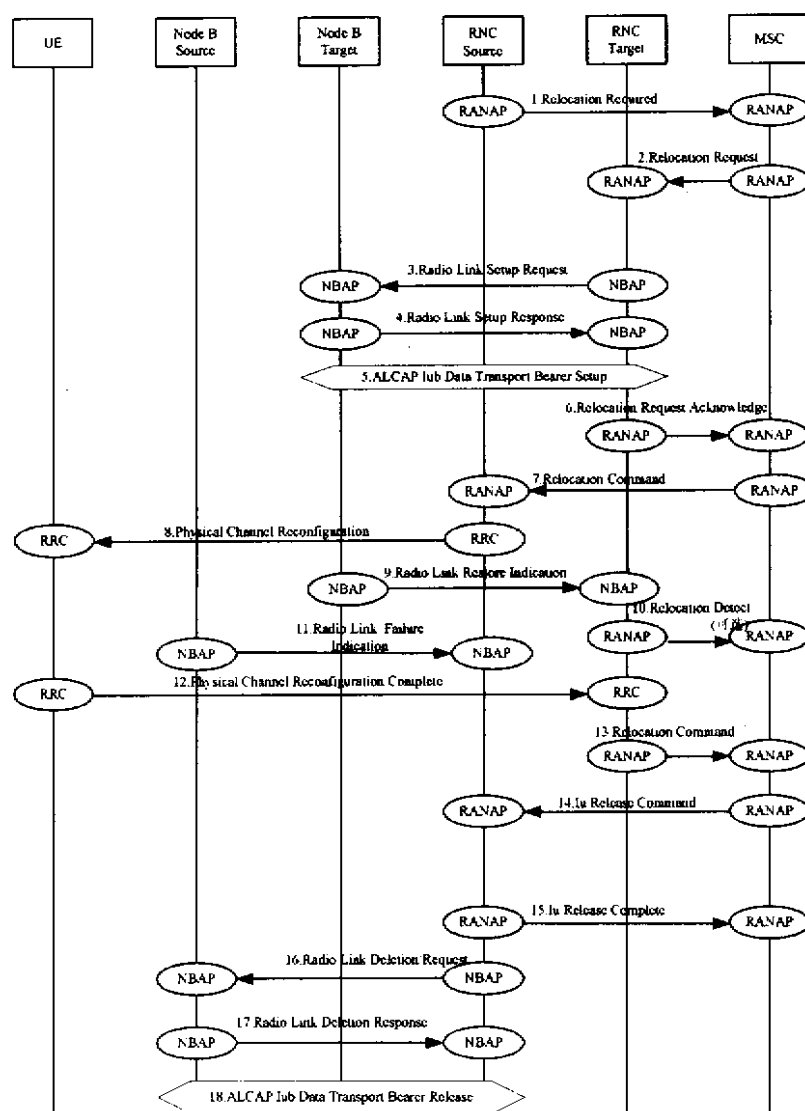 UE
Node B
Source
Node B
Target
RNC
Source
RNC
Target
MSC
RANAP
1.Relocation Required
RANAP
2.Relocation Request
RANAP
RANAP
NBAP
3.Radio Link Setup Request
NBAP
NBAP
4.Radio Link Setup Response
NBAP
5.ALCAP Iub Data Transport Bearer Setup
6.Relocation Request Acknowledge
RANAP
RANAP
RANAP
7.Relocation Command
RANAP
RRC
8.Physical Channel Reconfiguration
RRC
NBAP
9.Radio Link Restore Indication
NBAP
10.Relocation Detect
RANAP
RANAP
11.Radio Link Failure
Indication
NBAP
NBAP
RRC
12.Physical Channel Reconfiguration Complete
RRC
13.Relocation Command
RANAP
RANAP
RANAP
14.Iu Release Command
RANAP
RANAP
15.Iu Release Complete
RANAP
NBAP
16.Radio Link Deletion Request
NBAP
NBAP
17.Radio Link Deletion Response
NBAP
18.ALCAP Iub Data Transport Bearer Release